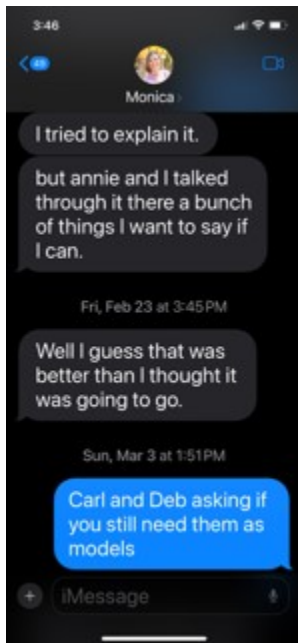 3:46
49
Monica
I tried to explain it.
but annie and I talked
through it there a bunch
of things I want to say if
I can.
Fri, Feb 23 at 3:45 PM
Well I guess that was
better than I thought it
was going to go.
Sun, Mar 3 at 1:51 PM
Carl and Deb asking if
you still need them as
models
iMessage